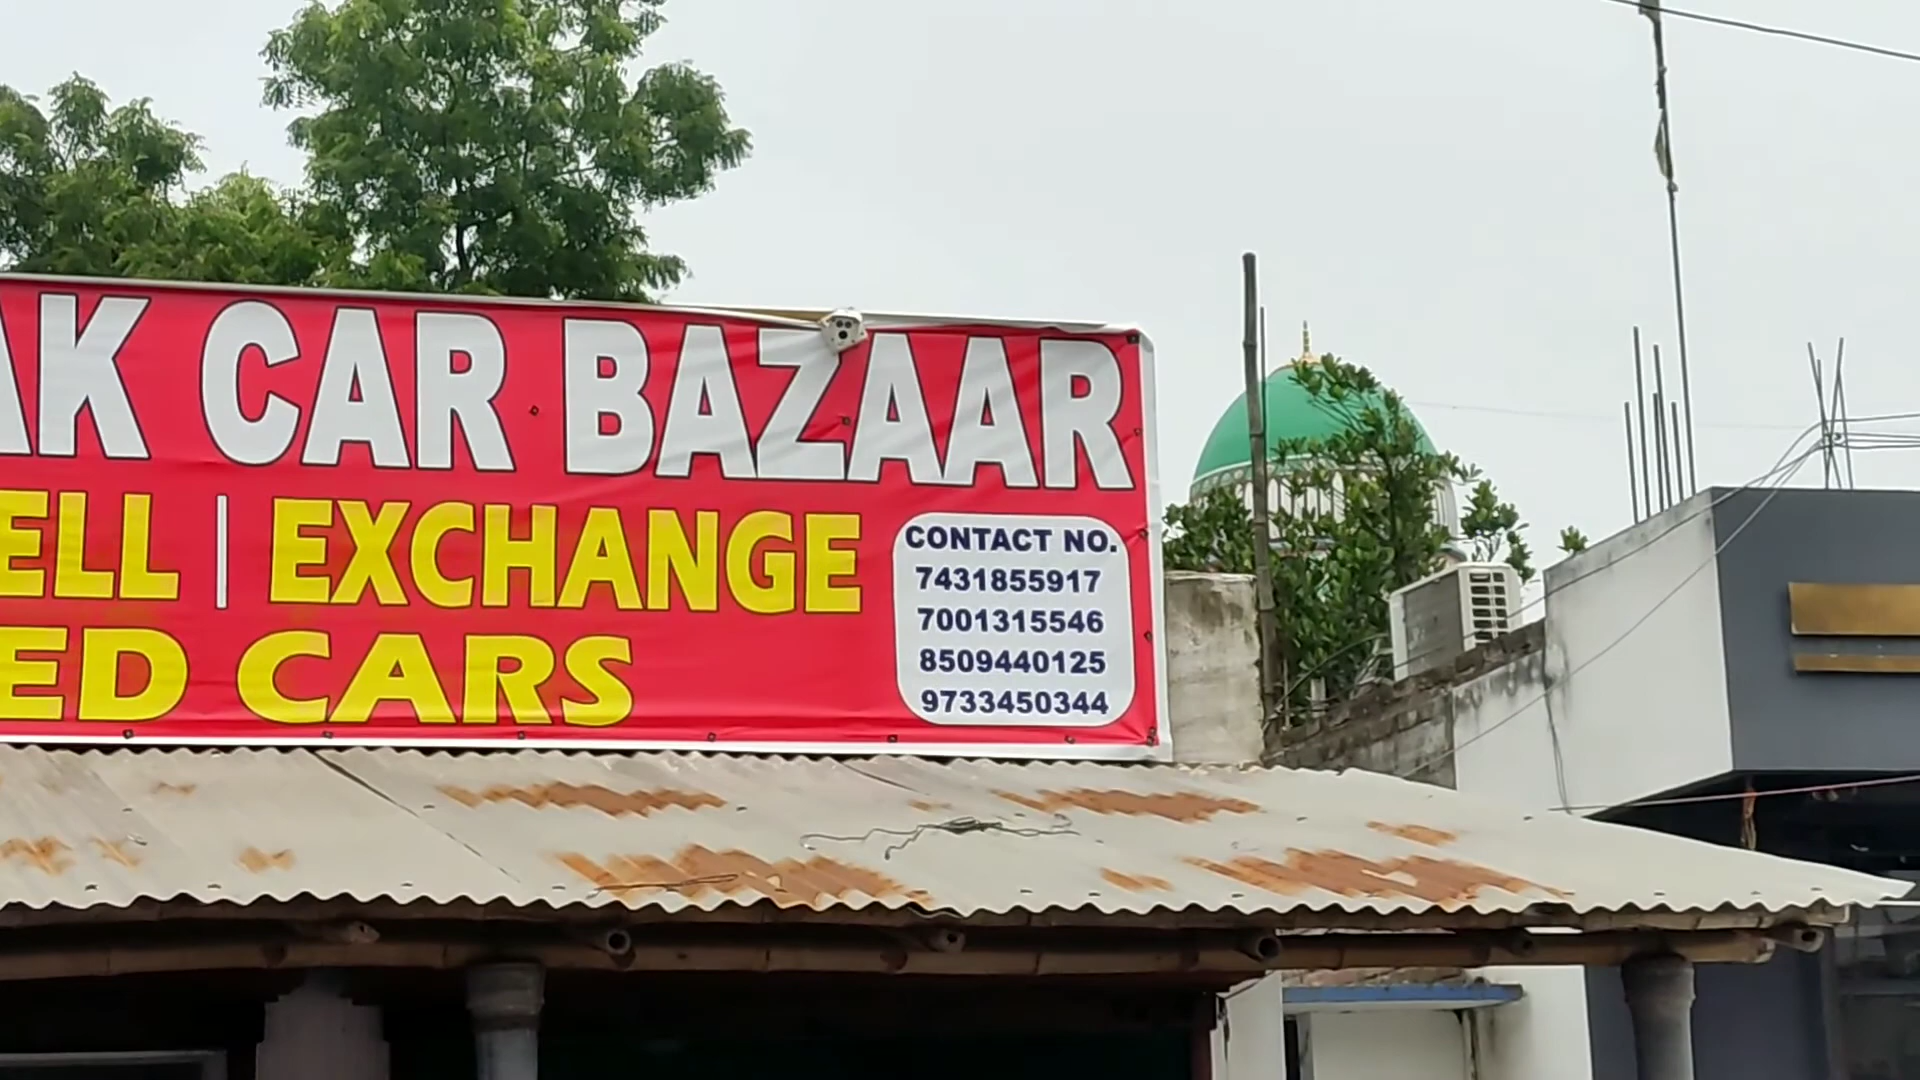 AK CAR BAZAAR
ELL | EXCHANGE
ED CARS
CONTACT NO.
7431855917
7001315546
8509440125
9733450344